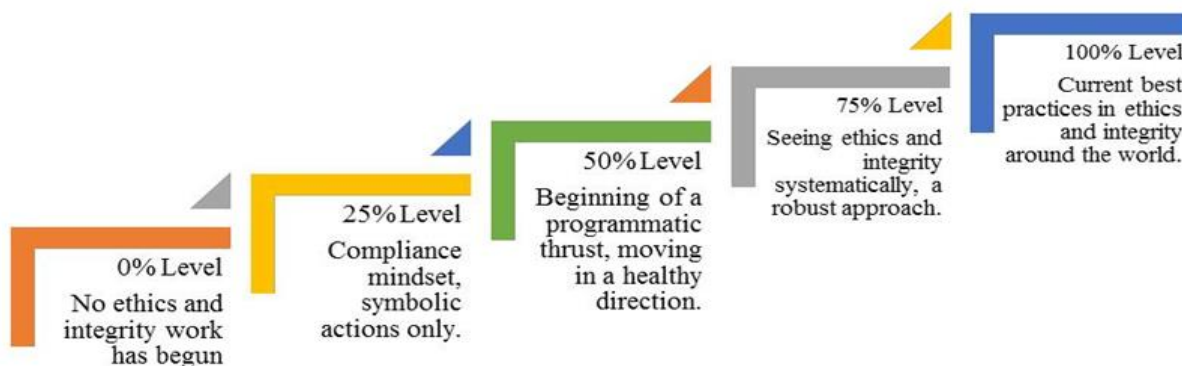 0% Level
No ethics and
integrity work
has begun
25% Level
Compliance
mindset,
symbolic
actions only.
50% Level
Beginning of a
programmatic
thrust, moving
in a healthy
direction.
75% Level
Seeing ethics and
integrity
systematically, a
robust approach.
100% Level
Current best
practices in ethics
and integrity
around the world.